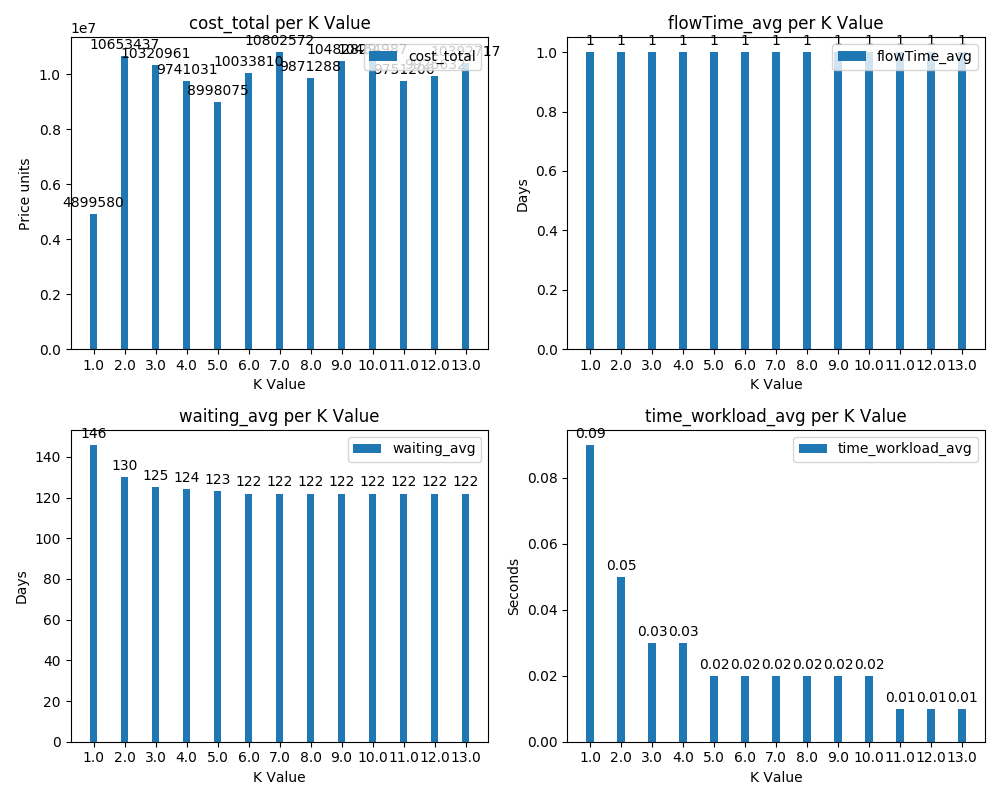 cost_total per K Value
1e7
Price units
1.0
0.8
0.6
0.4
0.2
0.0
4899580
10653437
10320961
9741031
8998075
10033810
10802572
9871288
9751206
cost_total
1.0 2.0 3.0 4.0 5.0 6.0 7.0 8.0 9.0 10.0 11.0 12.0 13.0
K Value
flowTime_avg per K Value
Days
1.0
0.8
0.6
0.4
0.2
0.0
1 1 1 1 1 1 1 1 1 1 1 1 1
flowTime_avg
1.0 2.0 3.0 4.0 5.0 6.0 7.0 8.0 9.0 10.0 11.0 12.0 13.0
K Value
waiting_avg per K Value
Days
140
120
100
80
60
40
20
0
146 130 125 124 123 122 122 122 122 122 122 122 122
waiting_avg
1.0 2.0 3.0 4.0 5.0 6.0 7.0 8.0 9.0 10.0 11.0 12.0 13.0
K Value
time_workload_avg per K Value
Seconds
0.08
0.06
0.04
0.02
0.00
0.09 0.05 0.03 0.03 0.02 0.02 0.02 0.02 0.02 0.02 0.01 0.01 0.01
time_workload_avg
1.0 2.0 3.0 4.0 5.0 6.0 7.0 8.0 9.0 10.0 11.0 12.0 13.0
K Value